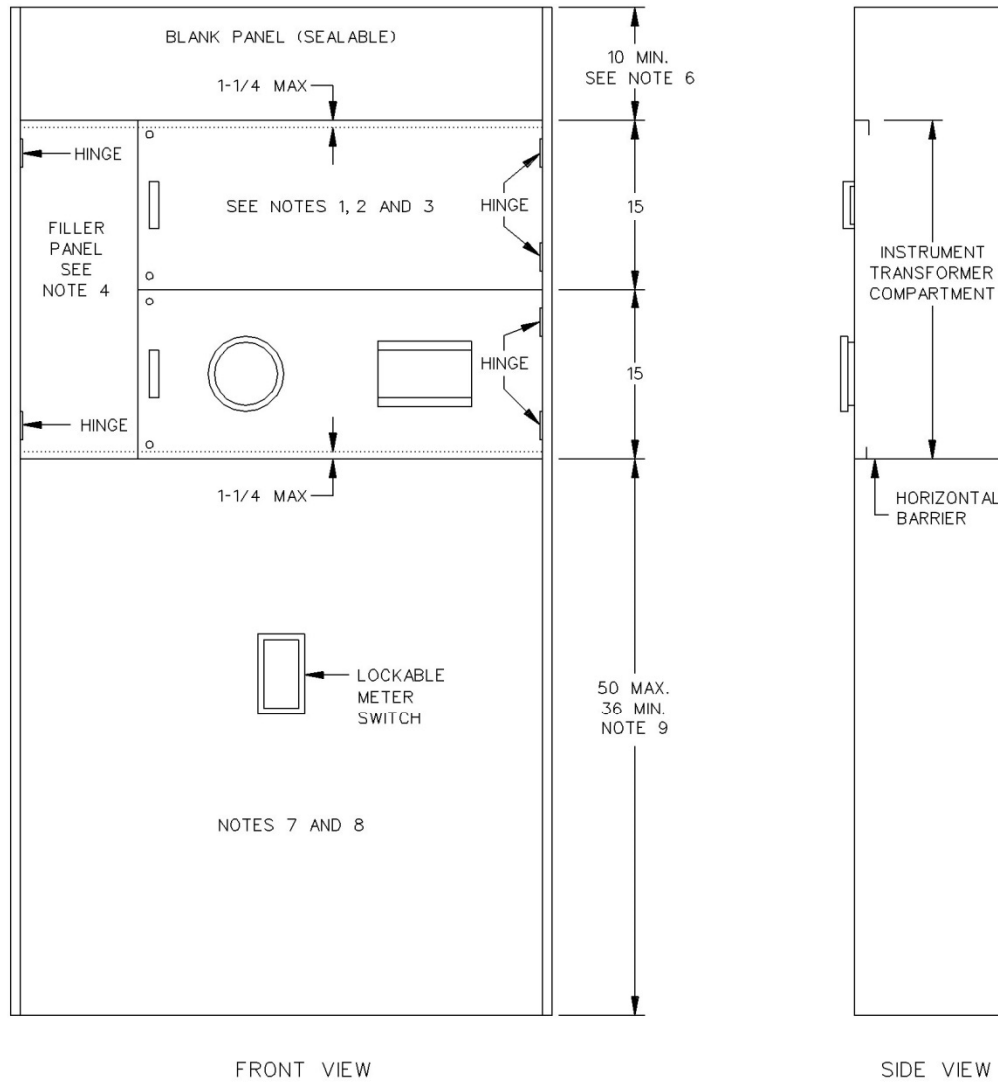 BLANK PANEL (SEALABLE)
10 MIN.
SEE NOTE 6
1-1/4 MAX
HINGE
SEE NOTES 1, 2 AND 3
HINGE
15
FILLER
PANEL
SEE
NOTE 4
INSTRUMENT
TRANSFORMER
COMPARTMENT
HINGE
15
HINGE
1-1/4 MAX
HORIZONTAL
BARRIER
LOCKABLE
METER
SWITCH
50 MAX.
36 MIN.
NOTE 9
NOTES 7 AND 8
FRONT VIEW
SIDE VIEW